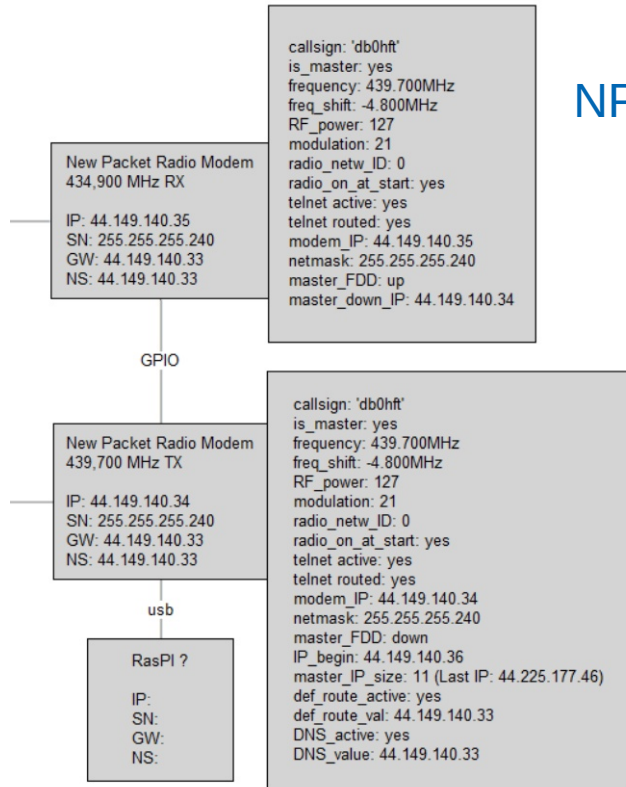 callsign: 'db0hft'
is_master: yes
frequency: 439.700MHz
freq_shift: -4.800MHz
RF_power: 127
modulation: 21
radio_netw_ID: 0
radio_on_at_start: yes
telnet active: yes
telnet routed: yes
modem_IP: 44.149.140.35
netmask: 255.255.255.240
master_FDD: up
master_down_IP: 44.149.140.34
New Packet Radio Modem
434,900 MHz RX
IP: 44.149.140.35
SN: 255.255.255.240
GW: 44.149.140.33
NS: 44.149.140.33
GPIO
New Packet Radio Modem
439,700 MHz TX
IP: 44.149.140.34
SN: 255.255.255.240
GW: 44.149.140.33
NS: 44.149.140.33
callsign: 'db0hft'
is_master: yes
frequency: 439.700MHz
freq_shift: -4.800MHz
RF_power: 127
modulation: 21
radio_netw_ID: 0
radio_on_at_start: yes
telnet active: yes
telnet routed: yes
modem_IP: 44.149.140.34
netmask: 255.255.255.240
master_FDD: down
IP_begin: 44.149.140.36
master_IP_size: 11 (Last IP: 44.225.177.46)
def_route_active: yes
def_route_val: 44.149.140.33
DNS_active: yes
DNS_value: 44.149.140.33
usb
RasPI ?
IP:
SN:
GW:
NS: